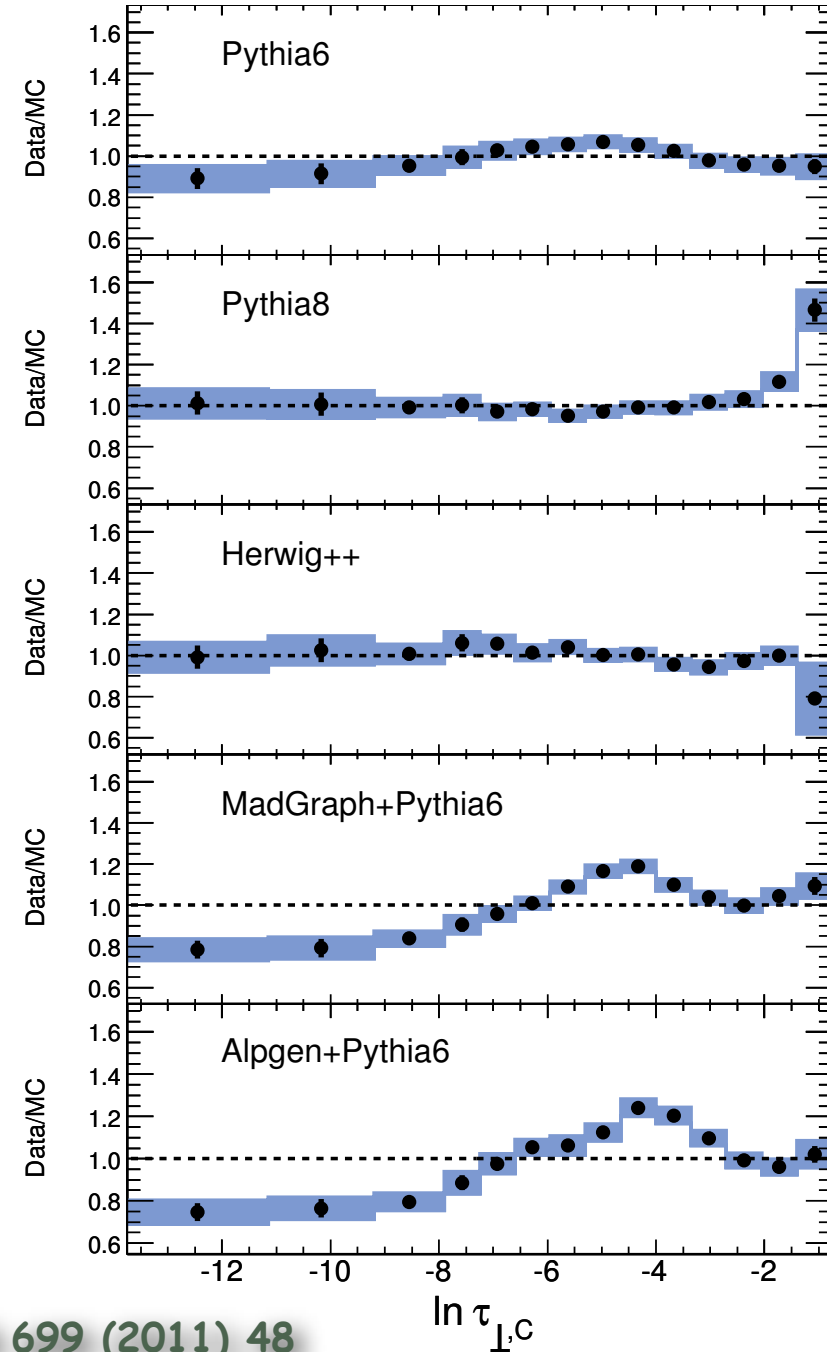 1.6
Pythia6
1.4
1.2
1.0
0.8
0.6
Data/MC
1.6
Pythia8
1.4
1.2
1.0
0.8
0.6
Data/MC
1.6
Herwig++
1.4
1.2
1.0
0.8
0.6
Data/MC
1.6
MadGraph+Pythia6
1.4
1.2
1.0
0.8
0.6
Data/MC
1.6
Alpgen+Pythia6
1.4
1.2
1.0
0.8
0.6
Data/MC
-12 -10 -8 -6 -4 -2
ln τ⊥,C
699 (2011) 48